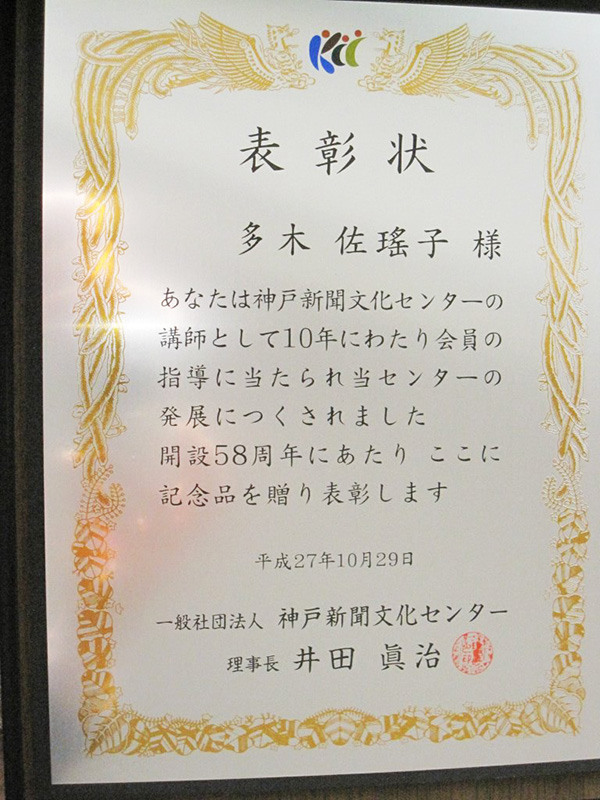 表彰状
多木 佐瑤子 様
あなたは神戸新聞文化センターの
講師として10年にわたり会員の
指導に当たられ当センターの
発展につくされました
開設58周年にあたり ここに
記念品を贈り表彰します
平成27年10月29日
一般社団法人 神戸新聞文化センター
理事長 井田 眞治